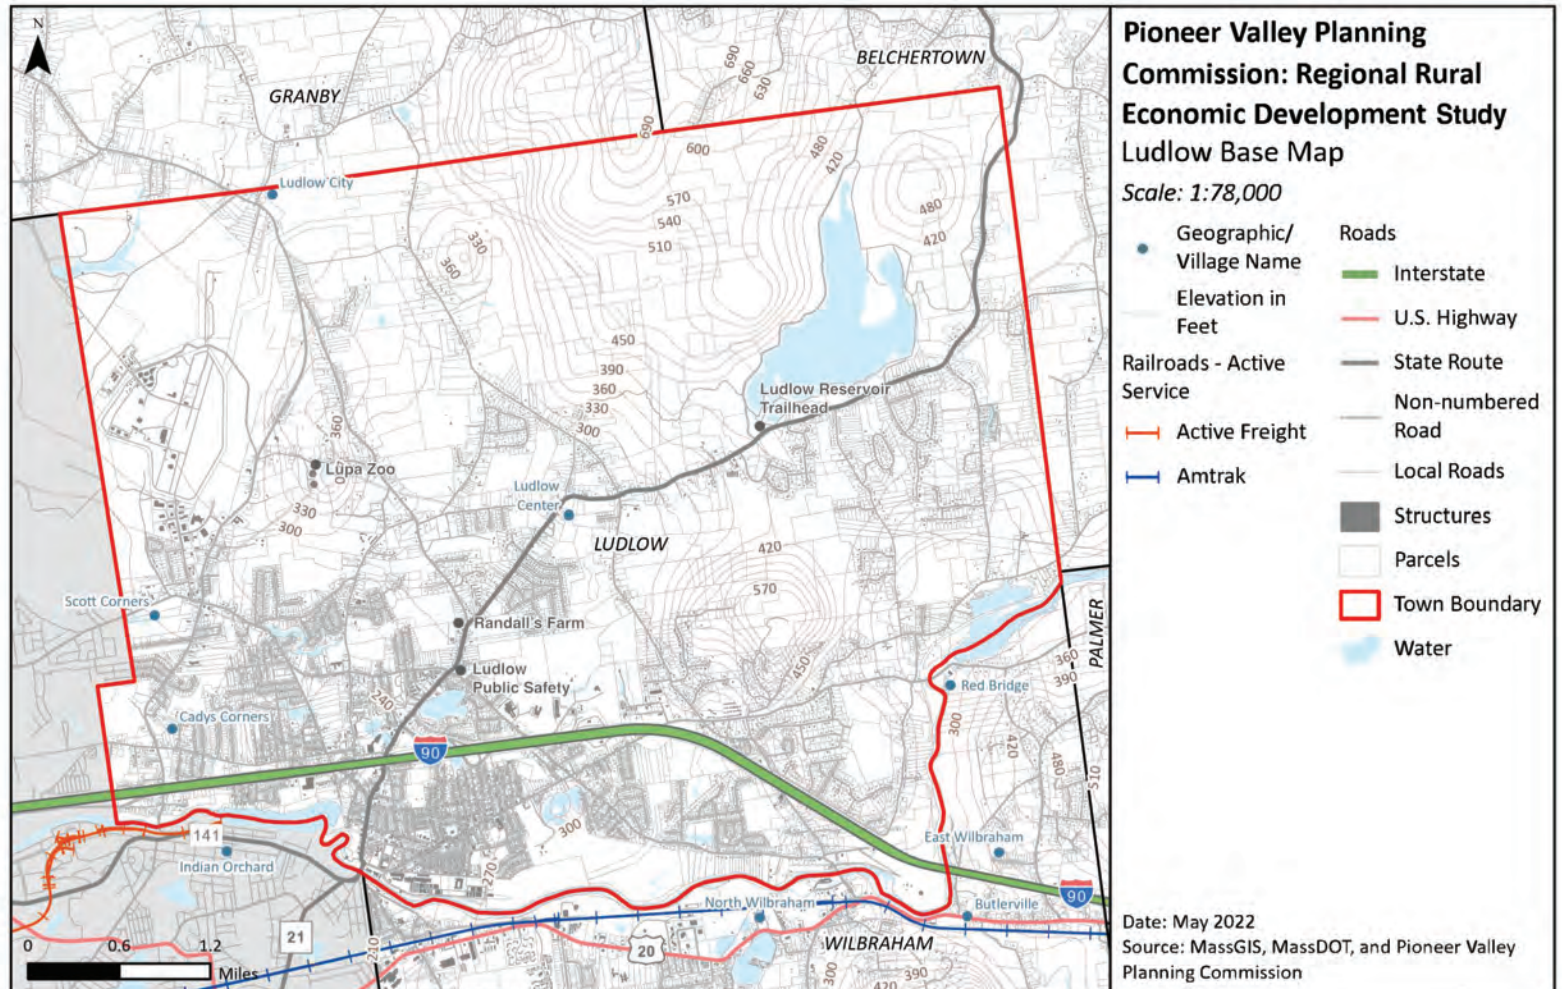 N
GRANBY
BELCHERTOWN
690
660
630
690
600
480
420
Ludlow City
570
540
510
480
420
330
360
450
390
360
330
300
Ludlow Reservoir
Trailhead
360
Lupa Zoo
330
300
Ludlow
Center
LUDLOW
420
570
Scott Corners
Randall's Farm
Ludlow
Public Safety
450
240
PALMER
360
390
Red Bridge
300
420
480
510
Cadys Corners
90
141
Indian Orchard
300
270
East Wilbraham
90
North Wilbraham
Butlerville
21
210
20
WILBRAHAM
300
390
420
0 0.6 1.2
Miles
Pioneer Valley Planning
Commission: Regional Rural
Economic Development Study
Ludlow Base Map
Scale: 1:78,000
Geographic/
Village Name
Elevation in
Feet
Railroads - Active
Service
Active Freight
Amtrak
Roads
Interstate
U.S. Highway
State Route
Non-numbered
Road
Local Roads
Structures
Parcels
Town Boundary
Water
Date: May 2022
Source: MassGIS, MassDOT, and Pioneer Valley
Planning Commission